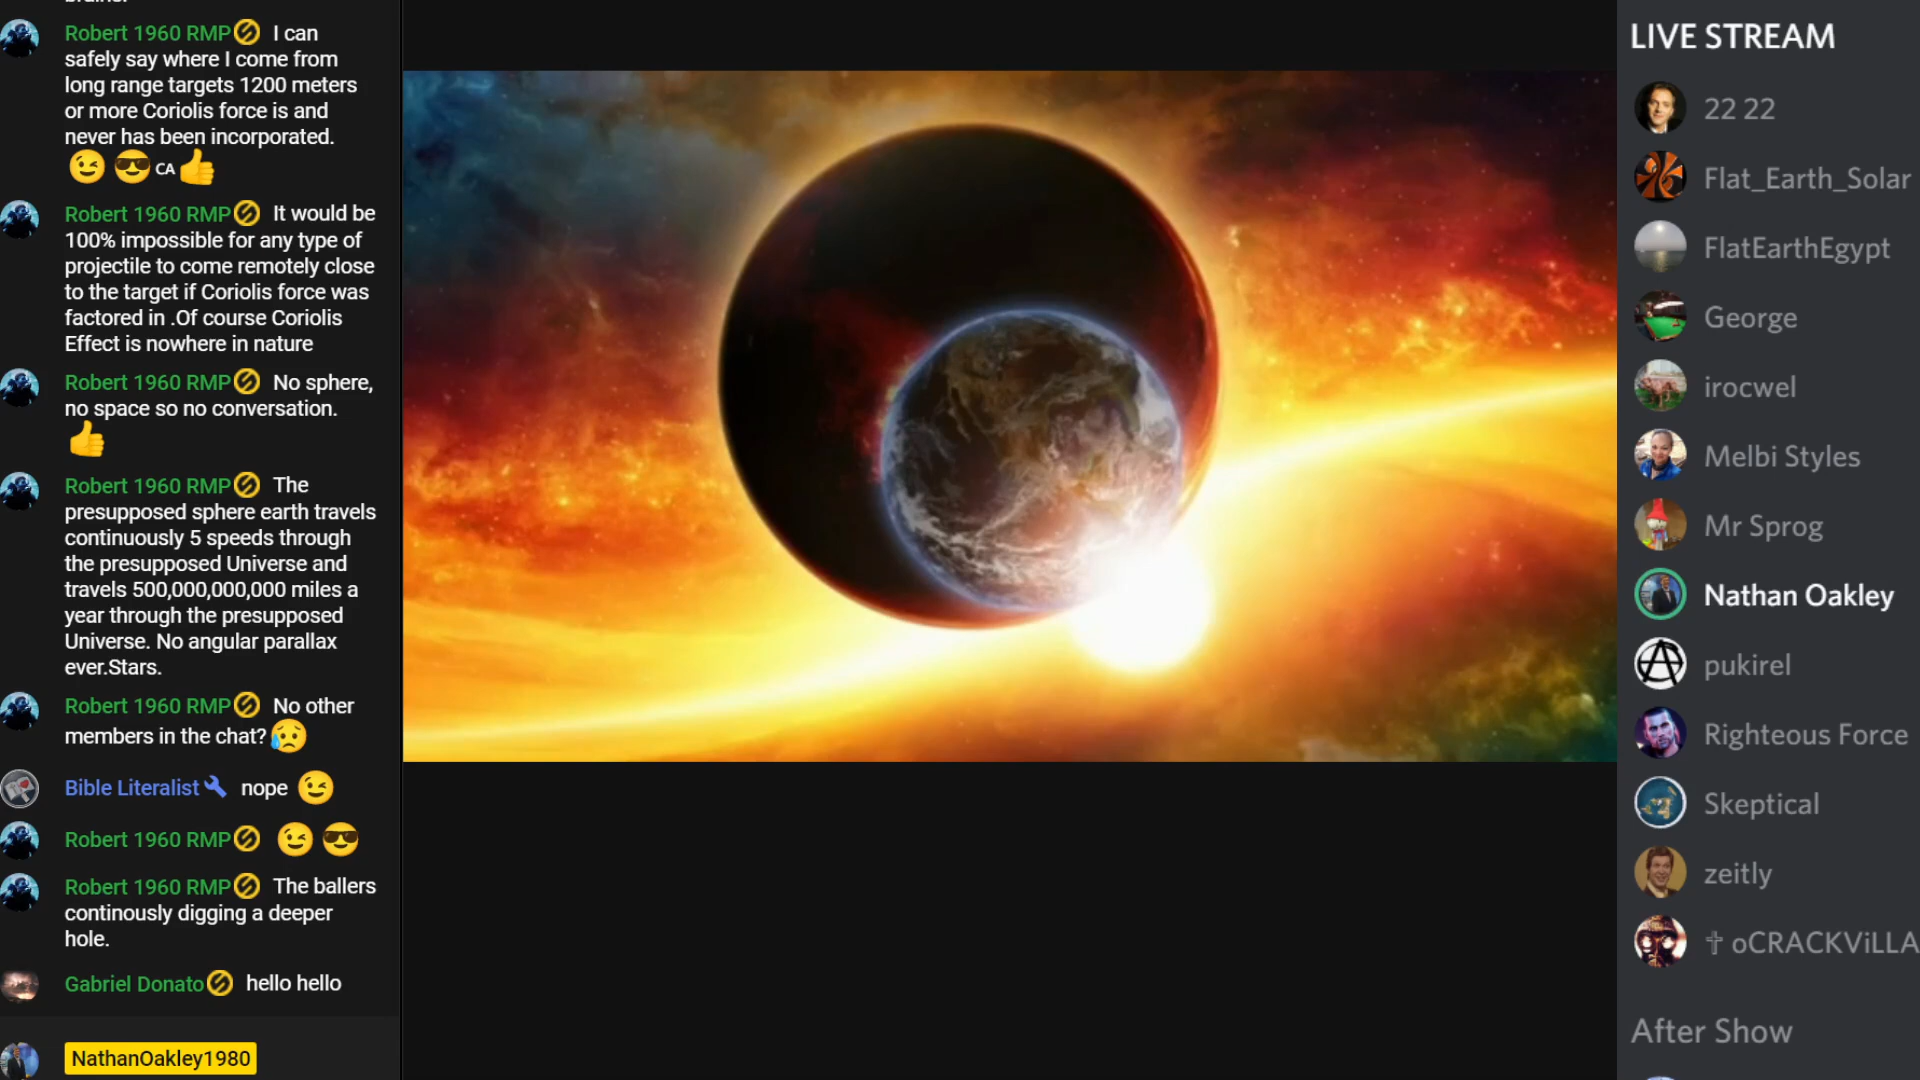 Robert 1960 RMP I can
safely say where I come from
long range targets 1200 meters
or more Coriolis force is and
never has been incorporated.
😉 😎 CA 👍
Robert 1960 RMP It would be
100% impossible for any type of
projectile to come remotely close
to the target if Coriolis force was
factored in .Of course Coriolis
Effect is nowhere in nature
Robert 1960 RMP No sphere,
no space so no conversation.
👍
Robert 1960 RMP The
presupposed sphere earth travels
continuously 5 speeds through
the presupposed Universe and
travels 500,000,000,000 miles a
year through the presupposed
Universe. No angular parallax
ever.Stars.
Robert 1960 RMP No other
members in the chat? 😥
Bible Literalist nope 😉
Robert 1960 RMP 😉 😎
Robert 1960 RMP The ballers
continously digging a deeper
hole.
Gabriel Donato hello hello
NathanOakley1980
LIVE STREAM
22 22
Flat_Earth_Solar
FlatEarthEgypt
George
irocwel
Melbi Styles
Mr Sprog
Nathan Oakley
pukirel
Righteous Force
Skeptical
zeitly
✝ oCRACKViLLA
After Show